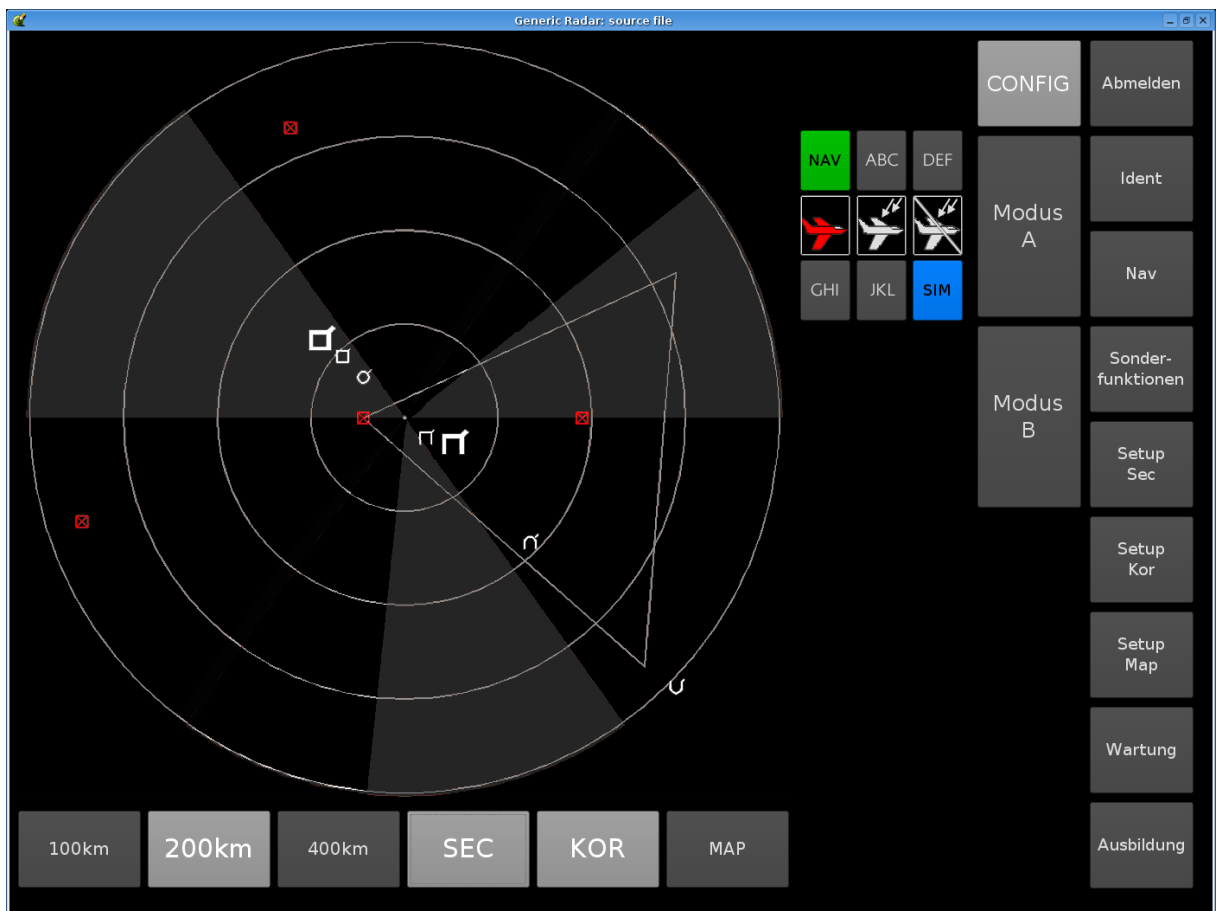 Generic Radar: source file
CONFIG
Abmelden
NAV
ABC
DEF
Modus
A
Ident
GHI
JKL
SIM
Nav
Modus
B
Sonder-
funktionen
Setup
Sec
Setup
Kor
Setup
Map
Wartung
100km
200km
400km
SEC
KOR
MAP
Ausbildung